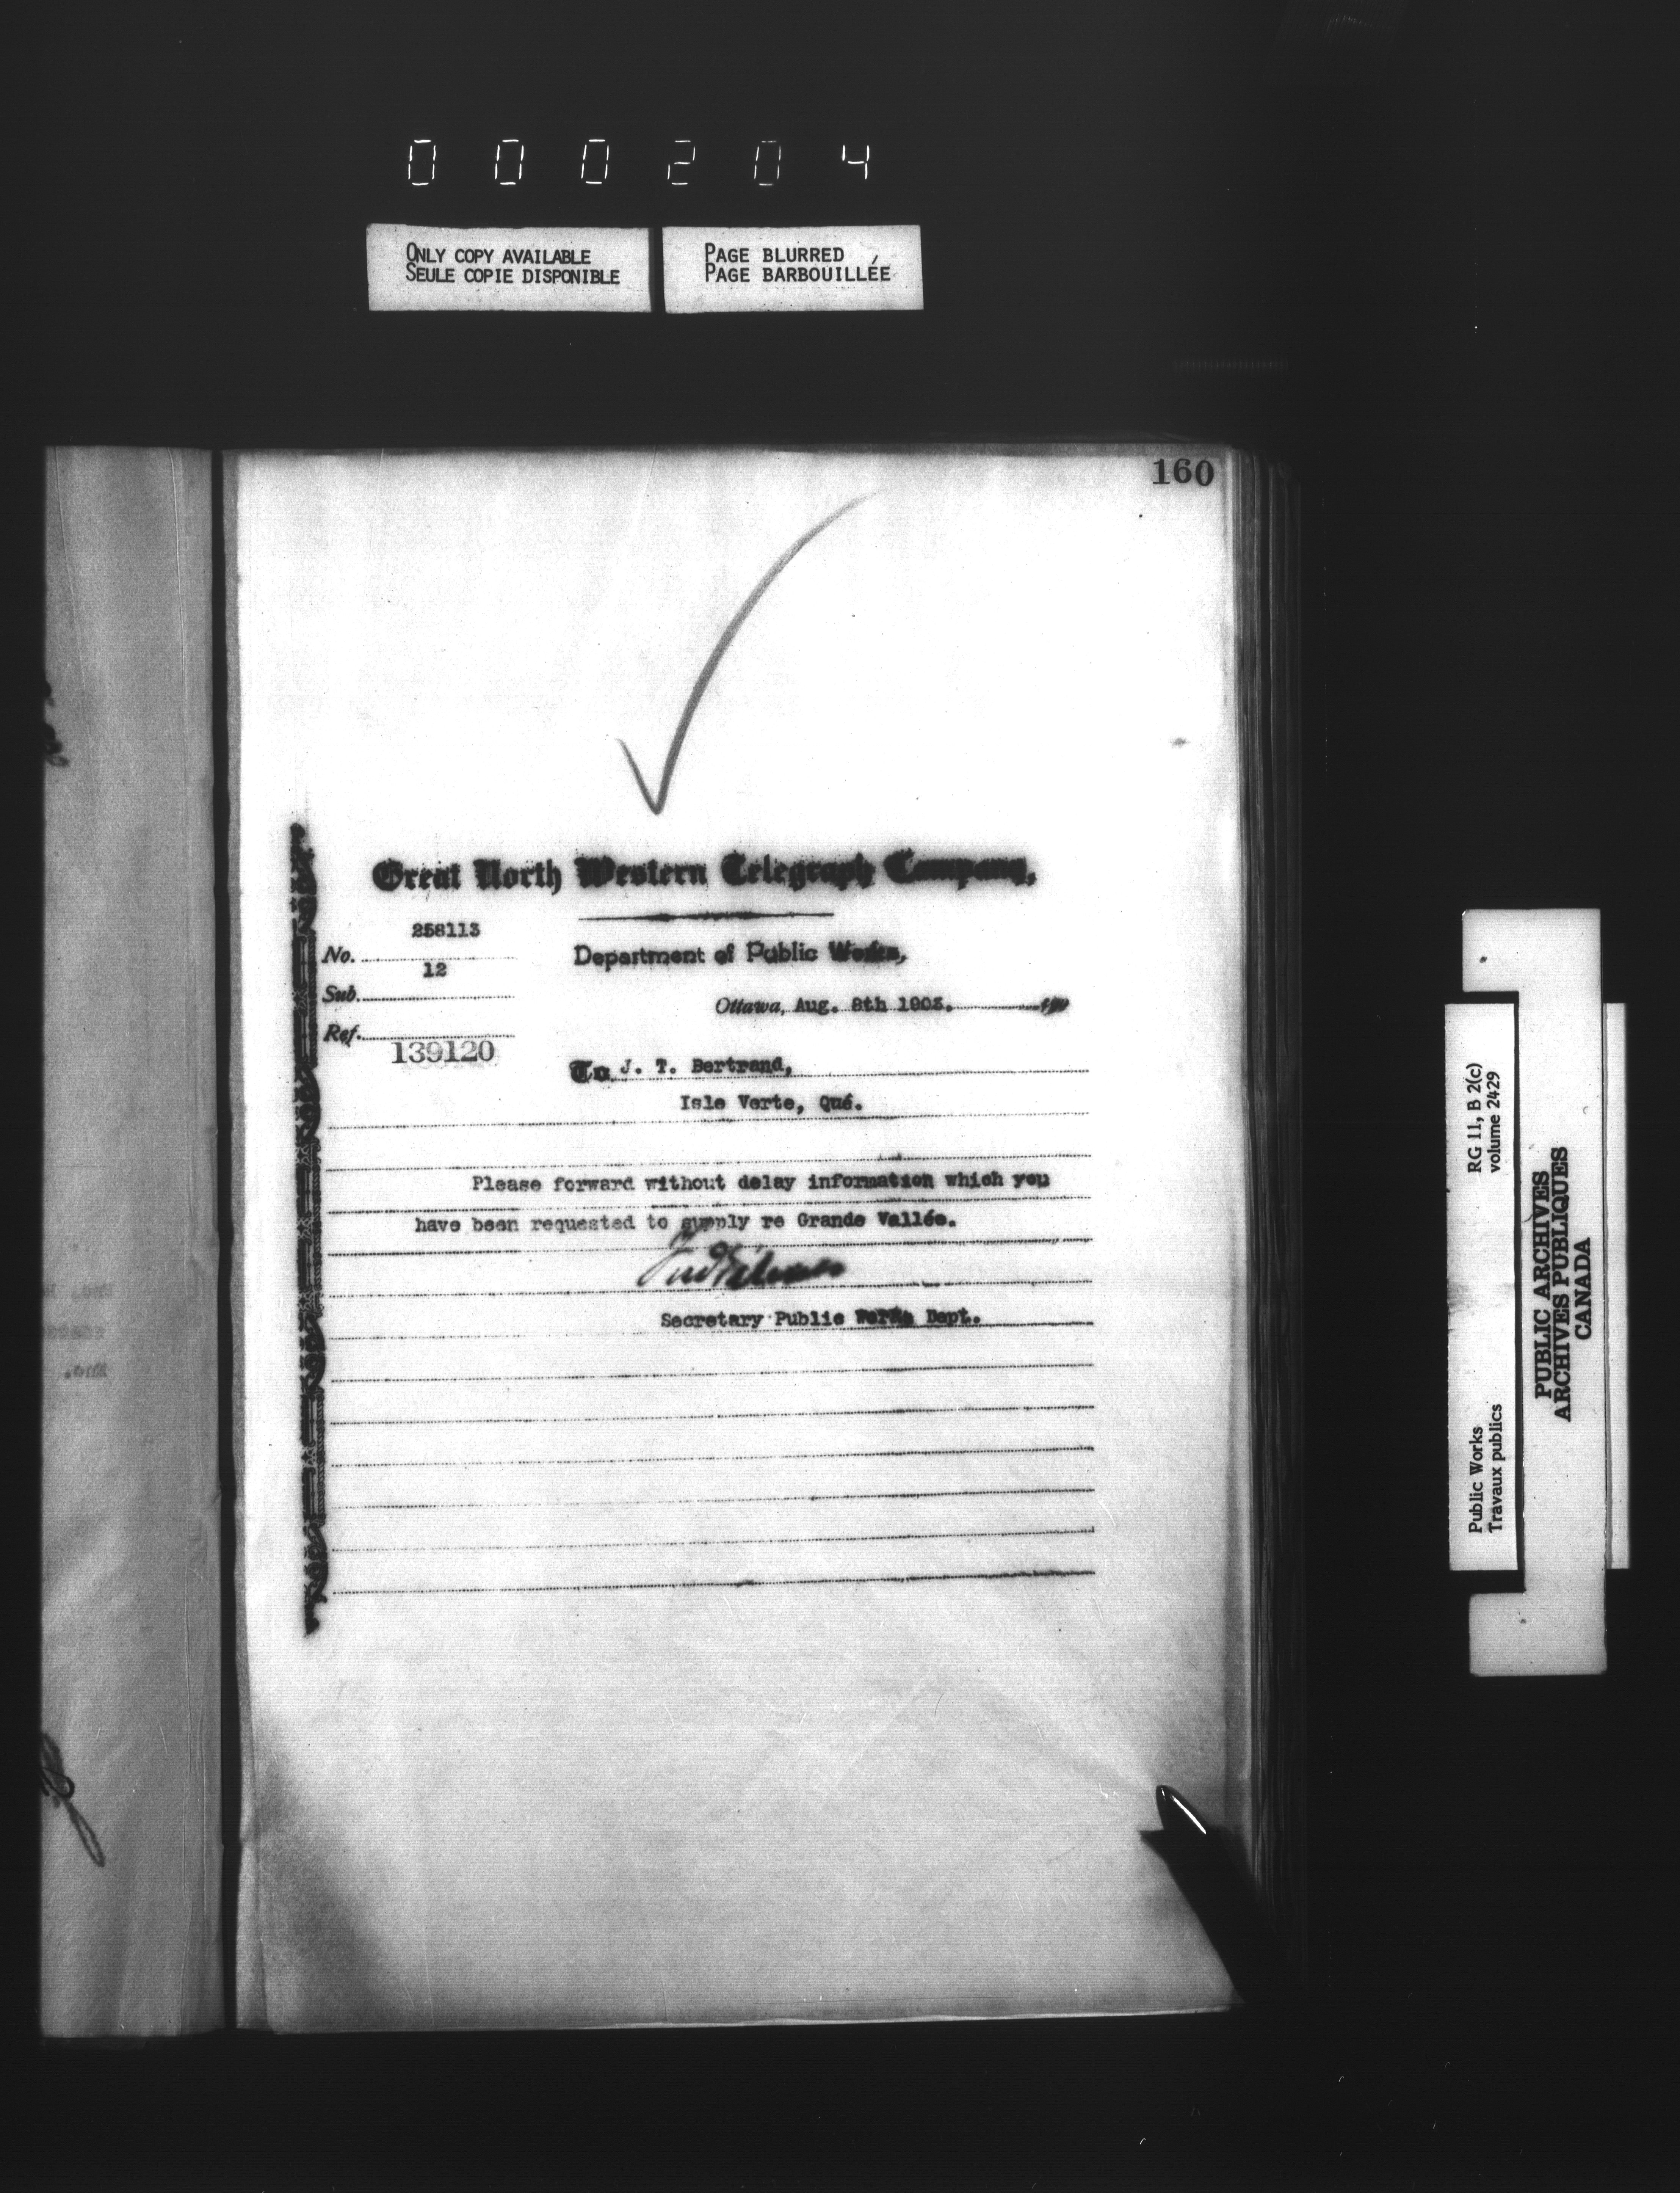 000204
ONLY COPY AVAILABLE
SEULE COPIE DISPONIBLE
PAGE BLURRED
PAGE BARBOUILLÉE
160
Great North Western Telegraph Company,
258113
No.
Department of Public Works,
12
Sub.
Ottawa, Aug. 8th 1903. 190
Ref.
139120
To J. T. Bertrand,
Isle Verte, Qué.
Please forward without delay information which you
have been requested to supply re Grande Vallée.
Secretary Public Works Dept.
Public Works
Travaux publics
RG 11, B 2(c)
volume 2429
PUBLIC ARCHIVES
ARCHIVES PUBLIQUES
CANADA